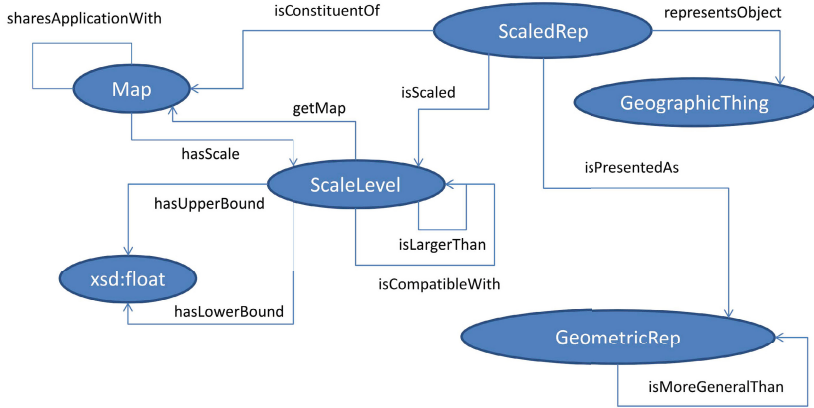 isConstituentOf
representsObject
sharesApplicationWith
ScaledRep
Map
isScaled
GeographicThing
getMap
hasScale
isPresentedAs
ScaleLevel
hasUpperBound
isLargerThan
xsd:float
isCompatibleWith
hasLowerBound
GeometricRep
isMoreGeneralThan